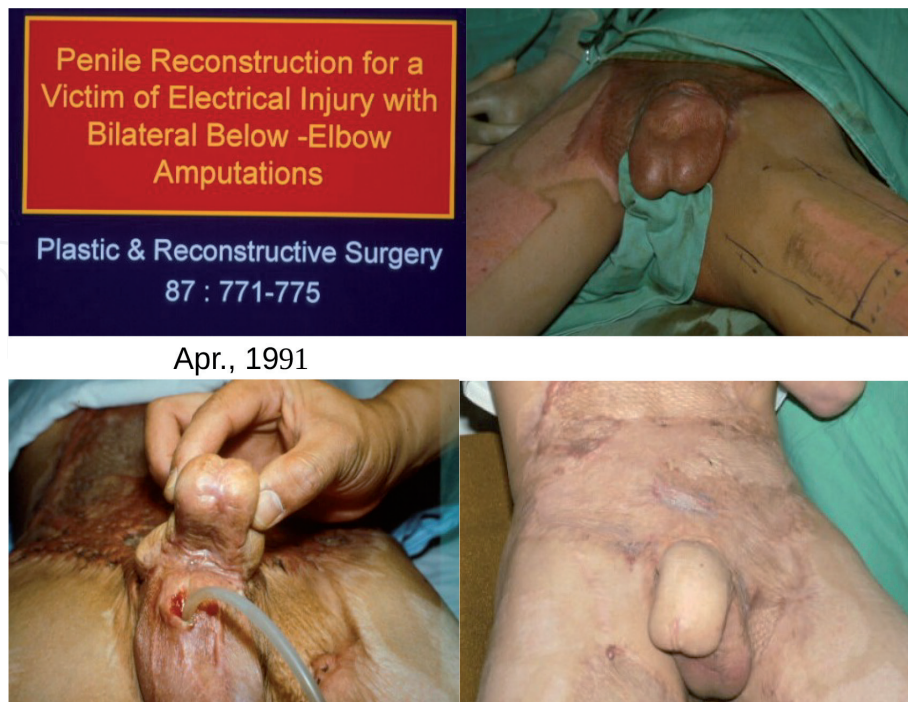 Penile Reconstruction for a
Victim of Electrical Injury with
Bilateral Below -Elbow
Amputations
Plastic & Reconstructive Surgery
87 : 771-775
Apr., 1991